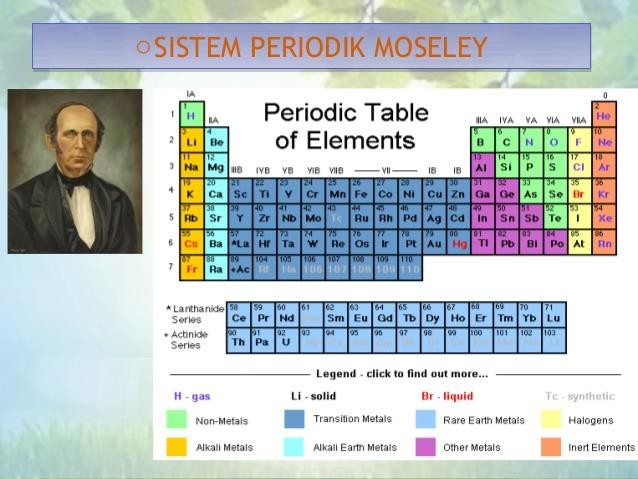 ○SISTEM PERIODIK MOSELEY
Periodic Table
of Elements
IA 0
IIA IIIA IVA VA VIA VIIA
IIIB IVB VB VIB VIIB VII IB IB
1 1 H 2 He
2 3 Li 4 Be 5 B 6 C 7 N 8 O 9 F 10 Ne
3 11 Na 12 Mg 13 Al 14 Si 15 P 16 S 17 Cl 18 Ar
4 19 K 20 Ca 21 Sc 22 Ti 23 V 24 Cr 25 Mn 26 Fe 27 Co 28 Ni 29 Cu 30 Zn 31 Ga 32 Ge 33 As 34 Se 35 Br 36 Kr
5 37 Rb 38 Sr 39 Y 40 Zr 41 Nb 42 Mo 43 Tc 44 Ru 45 Rh 46 Pd 47 Ag 48 Cd 49 In 50 Sn 51 Sb 52 Te 53 I 54 Xe
6 55 Cs 56 Ba 57 *La 72 Hf 73 Ta 74 W 75 Re 76 Os 77 Ir 78 Pt 79 Au 80 Hg 81 Tl 82 Pb 83 Bi 84 Po 85 At 86 Rn
7 87 Fr 88 Ra 89 +Ac 104 Rf 105 Ha 106 106 107 107 108 108 109 109 110 110
* Lanthanide
Series
58 Ce 59 Pr 60 Nd 61 62 Sm 63 Eu 64 Gd 65 Tb 66 Dy 67 Ho 68 Er 69 Tm 70 Yb 71 Lu
+ Actinide
Series
90 Th 91 Pa 92 U 93 94 95 96 97 98 99 100 101 102 103
Legend - click to find out more...
H - gas Li - solid Br - liquid Tc - synthetic
Non-Metals Transition Metals Rare Earth Metals Halogens
Alkali Metals Alkali Earth Metals Other Metals Inert Elements